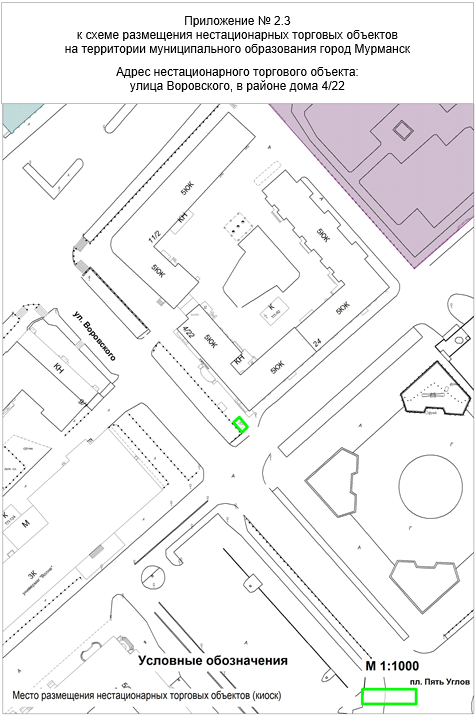 Приложение № 2.3
к схеме размещения нестационарных торговых объектов
на территории муниципального образования город Мурманск
Адрес нестационарного торгового объекта:
улица Воровского, в районе дома 4/22
5ЮК
КН
11/2
5ЮК
5ЮК
К
5ЮК
24
4/22
5ЮК
КН
5ЮК
ул. Воровского
КН
К
М
3К
Условные обозначения
М 1:1000
пл. Пять Углов
Место размещения нестационарных торговых объектов (киоск)